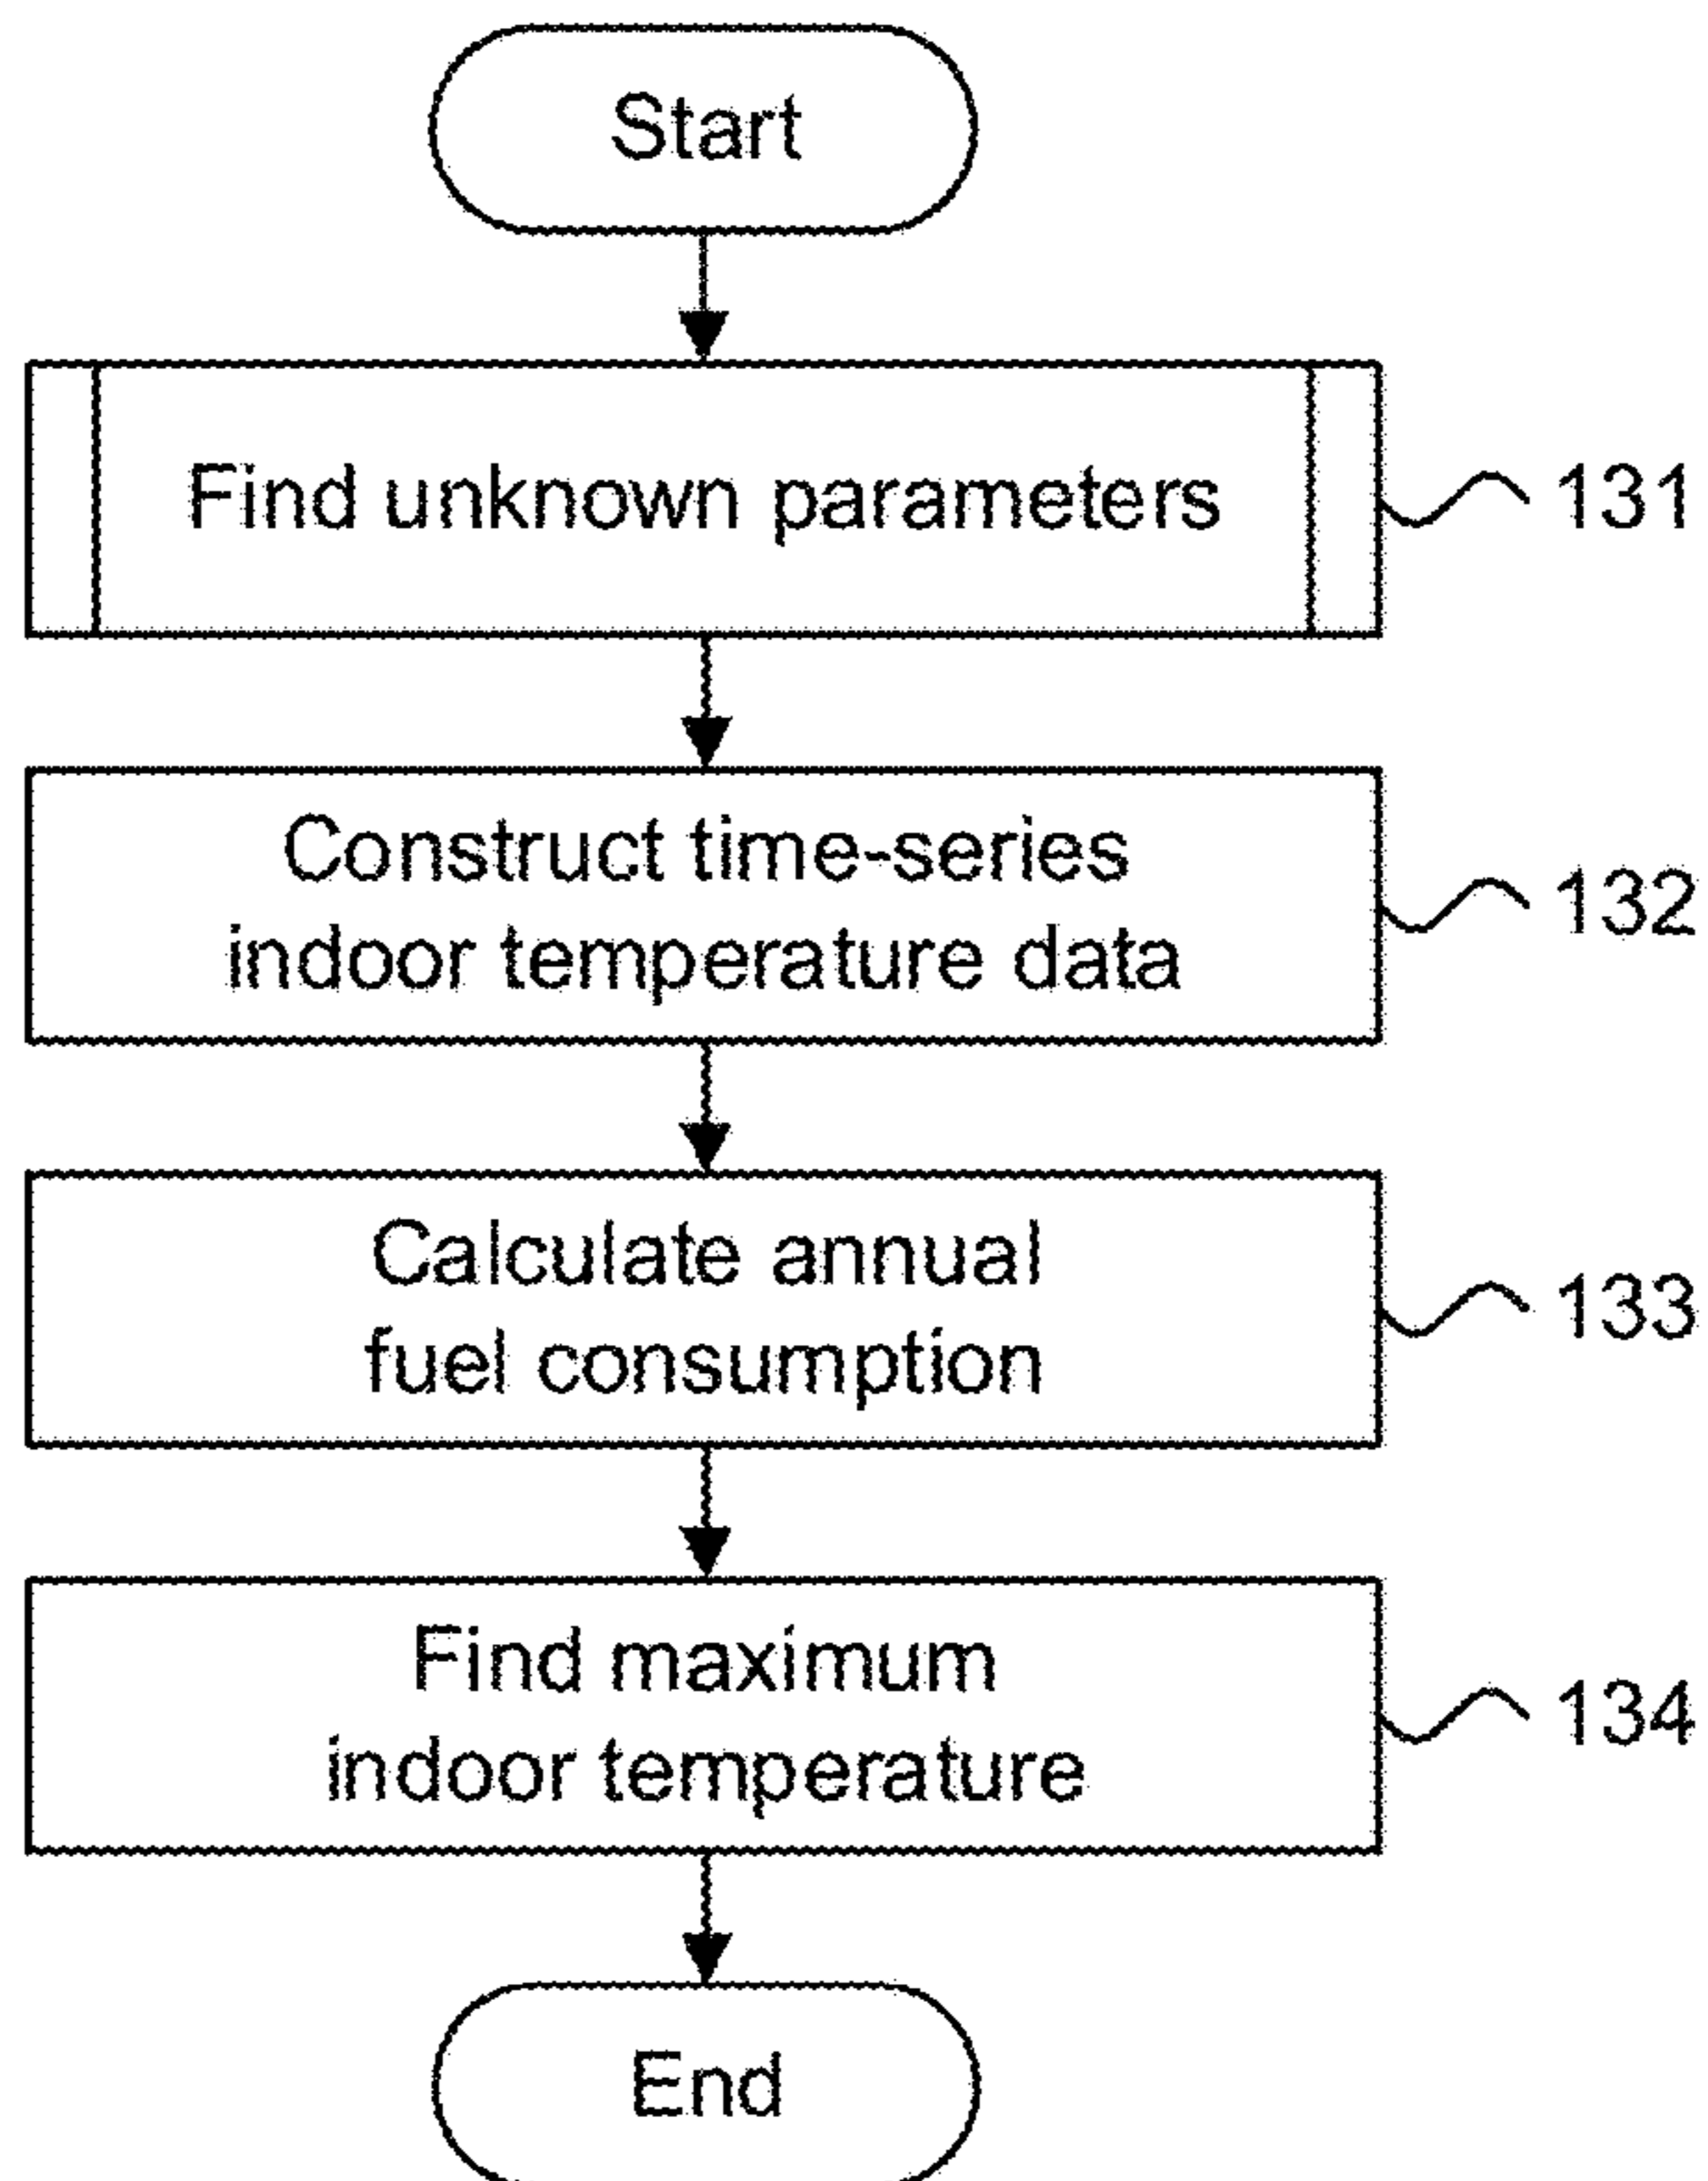 Start
Find unknown parameters
131
Construct time-series
indoor temperature data
132
Calculate annual
fuel consumption
133
Find maximum
indoor temperature
134
End